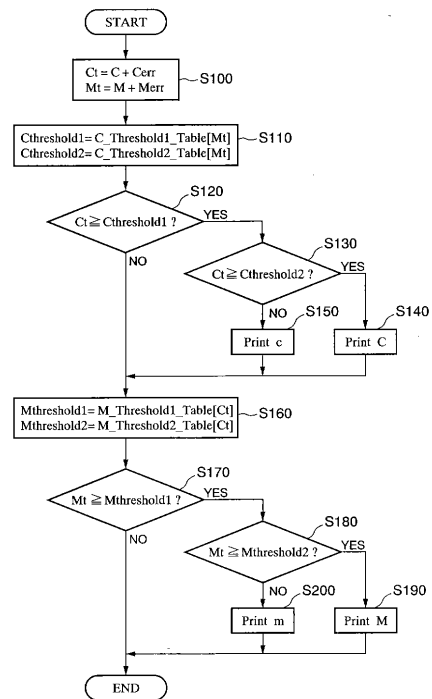 START
Ct = C + Cerr
Mt = M + Merr
S100
Cthreshold1= C_Threshold1_Table[Mt]
Cthreshold2= C_Threshold2_Table[Mt]
S110
S120
Ct ≧ Cthreshold1 ?
YES
NO
S130
Ct ≧ Cthreshold2 ?
YES
NO
S150
Print c
S140
Print C
Mthreshold1= M_Threshold1_Table[Ct]
Mthreshold2= M_Threshold2_Table[Ct]
S160
S170
Mt ≧ Mthreshold1 ?
YES
NO
S180
Mt ≧ Mthreshold2 ?
YES
NO
S200
Print m
S190
Print M
END